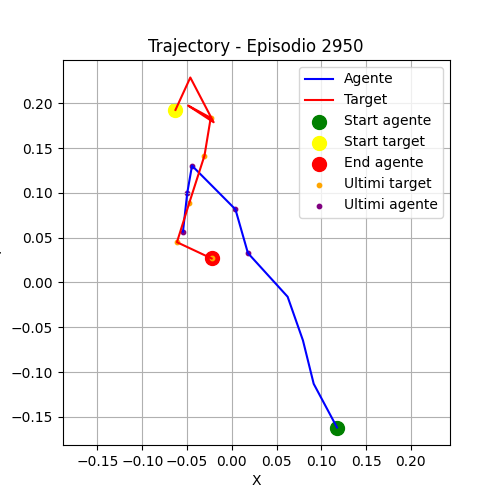 Trajectory - Episodio 2950
Agente
Target
Start agente
Start target
End agente
Ultimi target
Ultimi agente
0.20
0.15
0.10
0.05
0.00
−0.05
−0.10
−0.15
−0.15 −0.10 −0.05 0.00 0.05 0.10 0.15 0.20
X